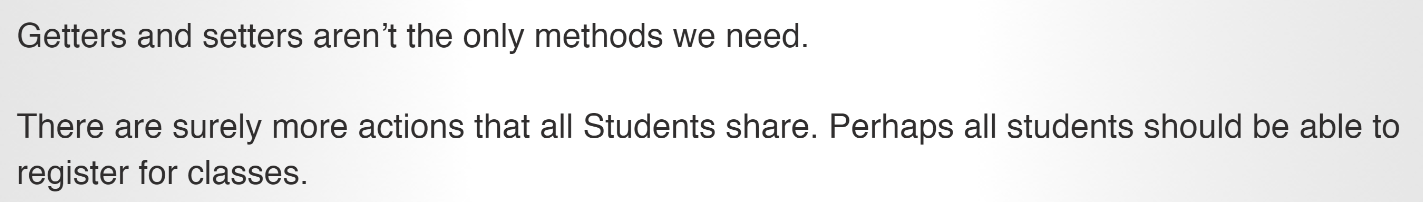 Getters and setters aren’t the only methods we need.
There are surely more actions that all Students share. Perhaps all students should be able to
register for classes.